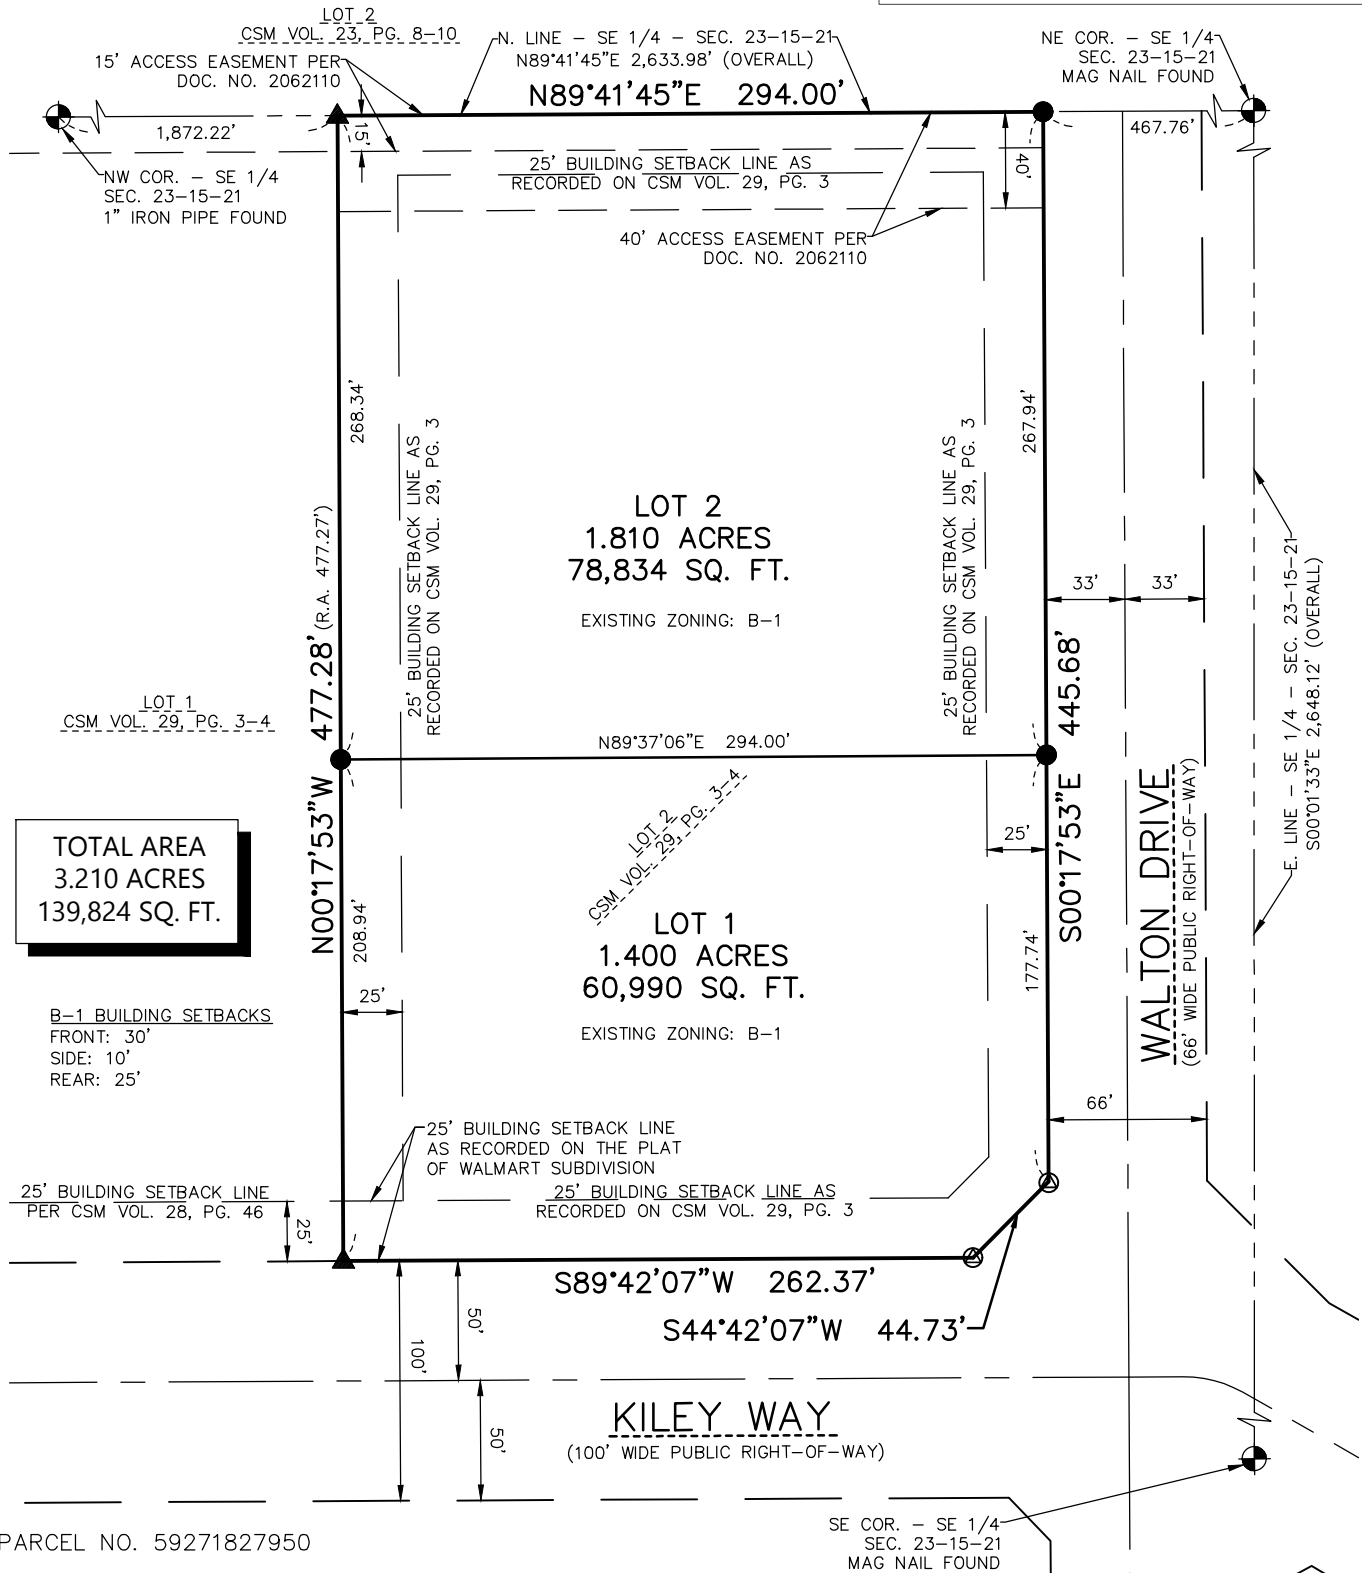 LOT 2
CSM VOL. 23, PG. 8-10
15' ACCESS EASEMENT PER
DOC. NO. 2062110
N. LINE - SE 1/4 - SEC. 23-15-21
N89°41'45"E 2,633.98' (OVERALL)
N89°41'45"E 294.00'
NE COR. - SE 1/4
SEC. 23-15-21
MAG NAIL FOUND
1,872.22'
15'
467.76'
NW COR. - SE 1/4
SEC. 23-15-21
1" IRON PIPE FOUND
25' BUILDING SETBACK LINE AS
RECORDED ON CSM VOL. 29, PG. 3
40'
40' ACCESS EASEMENT PER
DOC. NO. 2062110
268.34'
267.94'
25' BUILDING SETBACK LINE AS
RECORDED ON CSM VOL. 29, PG. 3
25' BUILDING SETBACK LINE AS
RECORDED ON CSM VOL. 29, PG. 3
LOT 2
1.810 ACRES
78,834 SQ. FT.
EXISTING ZONING: B-1
33'
33'
N00°17'53"W 477.28' (R.A. 477.27')
S00°17'53"E 445.68'
E. LINE - SE 1/4 - SEC. 23-15-21
S00°01'33"E 2,648.12' (OVERALL)
LOT 1
CSM VOL. 29, PG. 3-4
N89°37'06"E 294.00'
LOT 2
CSM VOL. 29, PG. 3-4
25'
WALTON DRIVE
(66' WIDE PUBLIC RIGHT-OF-WAY)
TOTAL AREA
3.210 ACRES
139,824 SQ. FT.
208.94'
177.74'
LOT 1
1.400 ACRES
60,990 SQ. FT.
EXISTING ZONING: B-1
25'
B-1 BUILDING SETBACKS
FRONT: 30'
SIDE: 10'
REAR: 25'
66'
25' BUILDING SETBACK LINE
AS RECORDED ON THE PLAT
OF WALMART SUBDIVISION
25' BUILDING SETBACK LINE
PER CSM VOL. 28, PG. 46
25'
25' BUILDING SETBACK LINE AS
RECORDED ON CSM VOL. 29, PG. 3
S89°42'07"W 262.37'
S44°42'07"W 44.73'
50'
100'
50'
KILEY WAY
(100' WIDE PUBLIC RIGHT-OF-WAY)
SE COR. - SE 1/4
SEC. 23-15-21
MAG NAIL FOUND
PARCEL NO. 59271827950